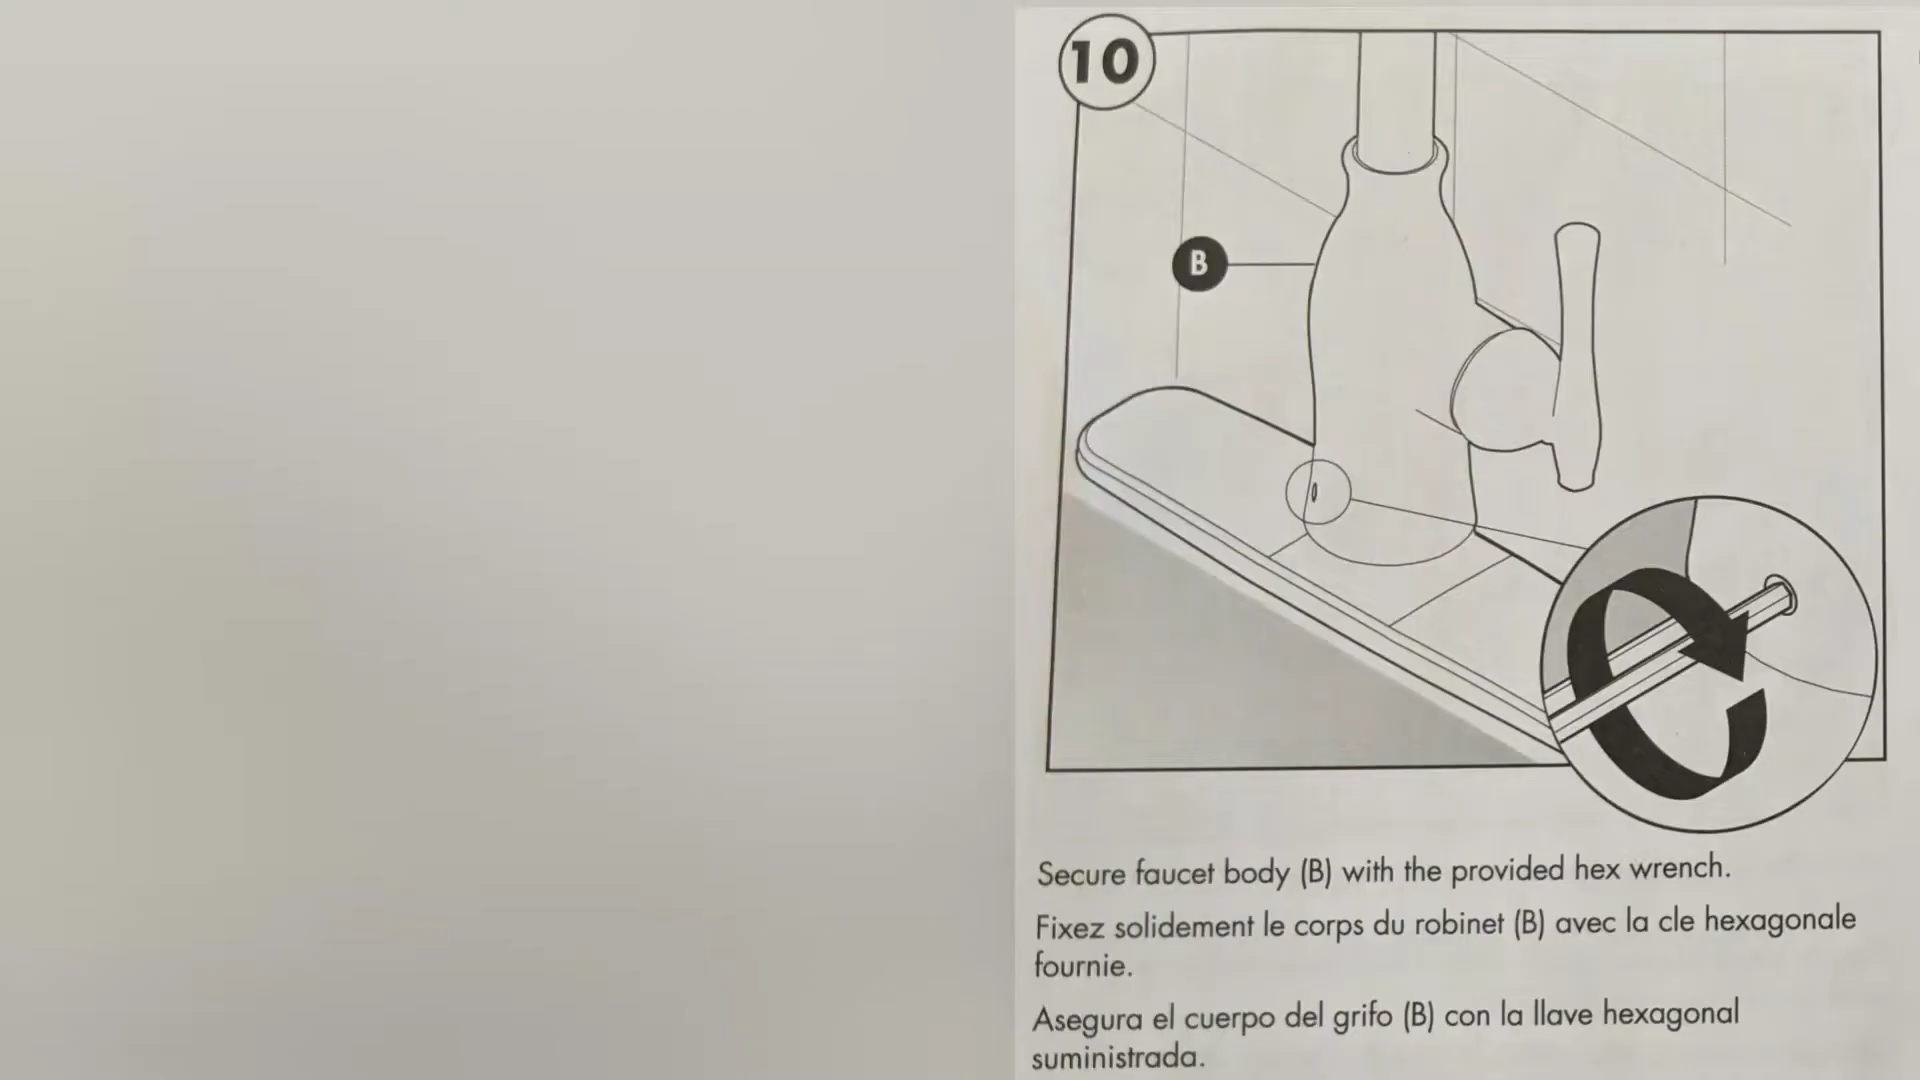 10
B
Secure faucet body (B) with the provided hex wrench.
Fixez solidement le corps du robinet (B) avec la cle hexagonale
fournie.
Asegura el cuerpo del grifo (B) con la llave hexagonal
suministrada.